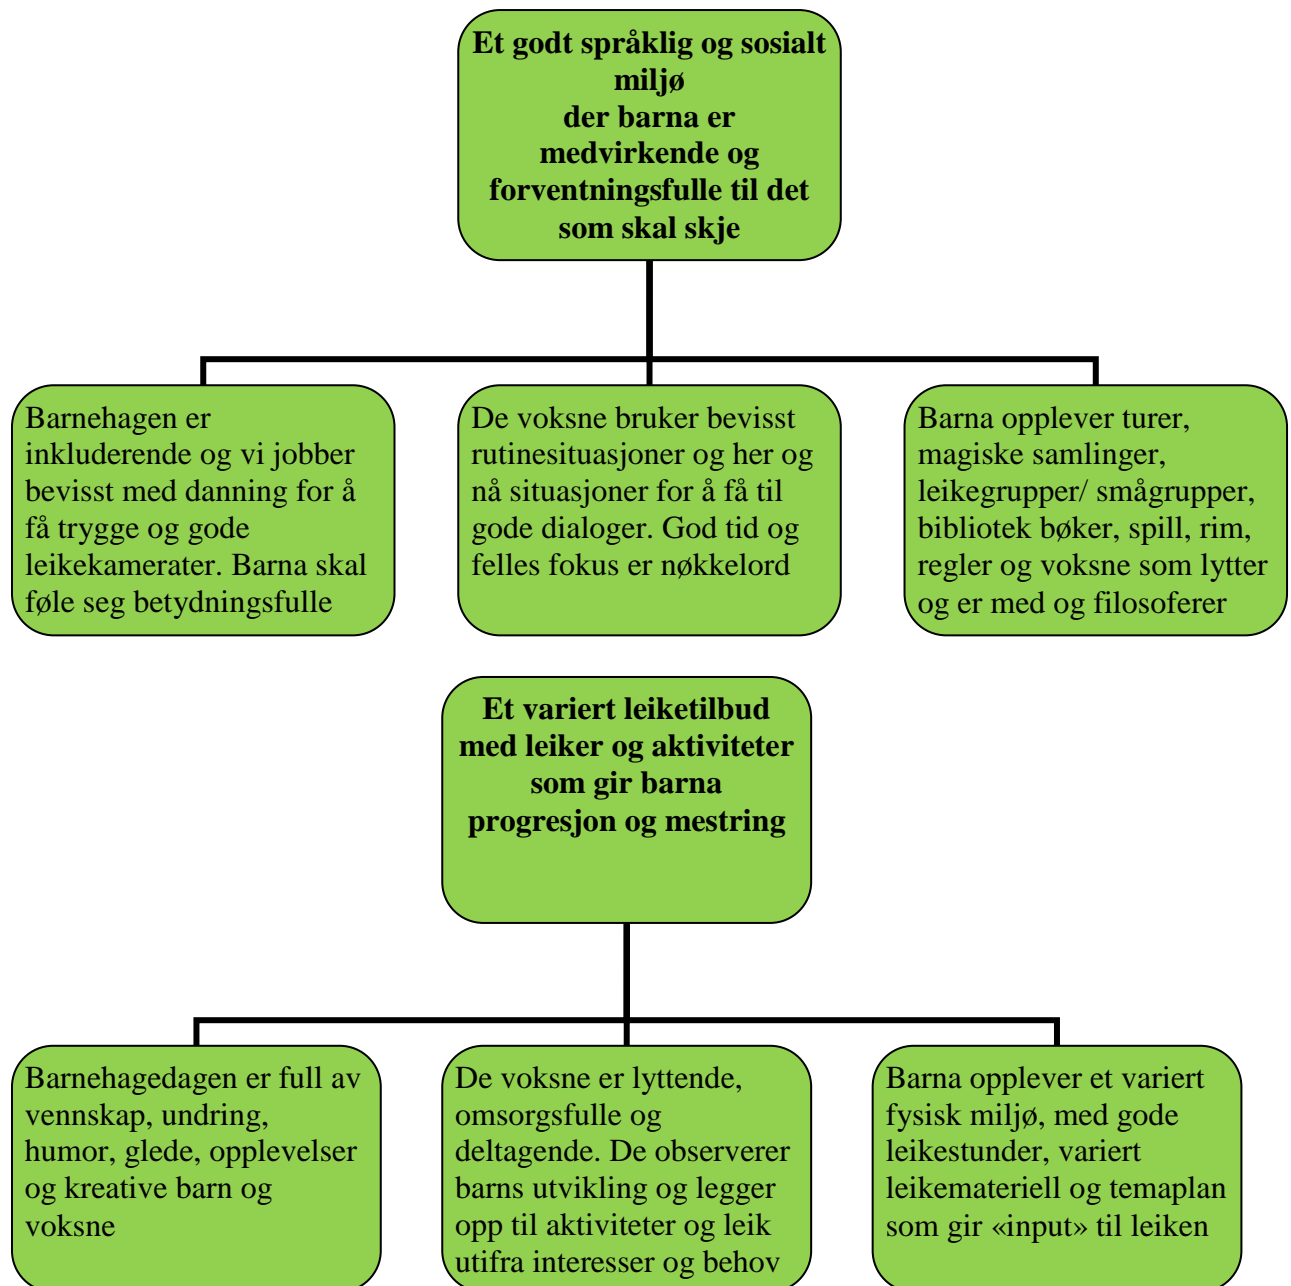 Et godt språklig og sosialt
miljø
der barna er
medvirkende og
forventningsfulle til det
som skal skje
Barnehagen er
inkluderende og vi jobber
bevisst med danning for å
få trygge og gode
leikekamerater. Barna skal
føle seg betydningsfulle
De voksne bruker bevisst
rutinesituasjoner og her og
nå situasjoner for å få til
gode dialoger. God tid og
felles fokus er nøkkelord
Barna opplever turer,
magiske samlinger,
leikegrupper/ smågrupper,
bibliotek bøker, spill, rim,
regler og voksne som lytter
og er med og filosoferer
Et variert leiketilbud
med leiker og aktiviteter
som gir barna
progresjon og mestring
Barnehagedagen er full av
vennskap, undring,
humor, glede, opplevelser
og kreative barn og
voksne
De voksne er lyttende,
omsorgsfulle og
deltagende. De observerer
barns utvikling og legger
opp til aktiviteter og leik
utifra interesser og behov
Barna opplever et variert
fysisk miljø, med gode
leikestunder, variert
leikemateriell og temaplan
som gir «input» til leiken